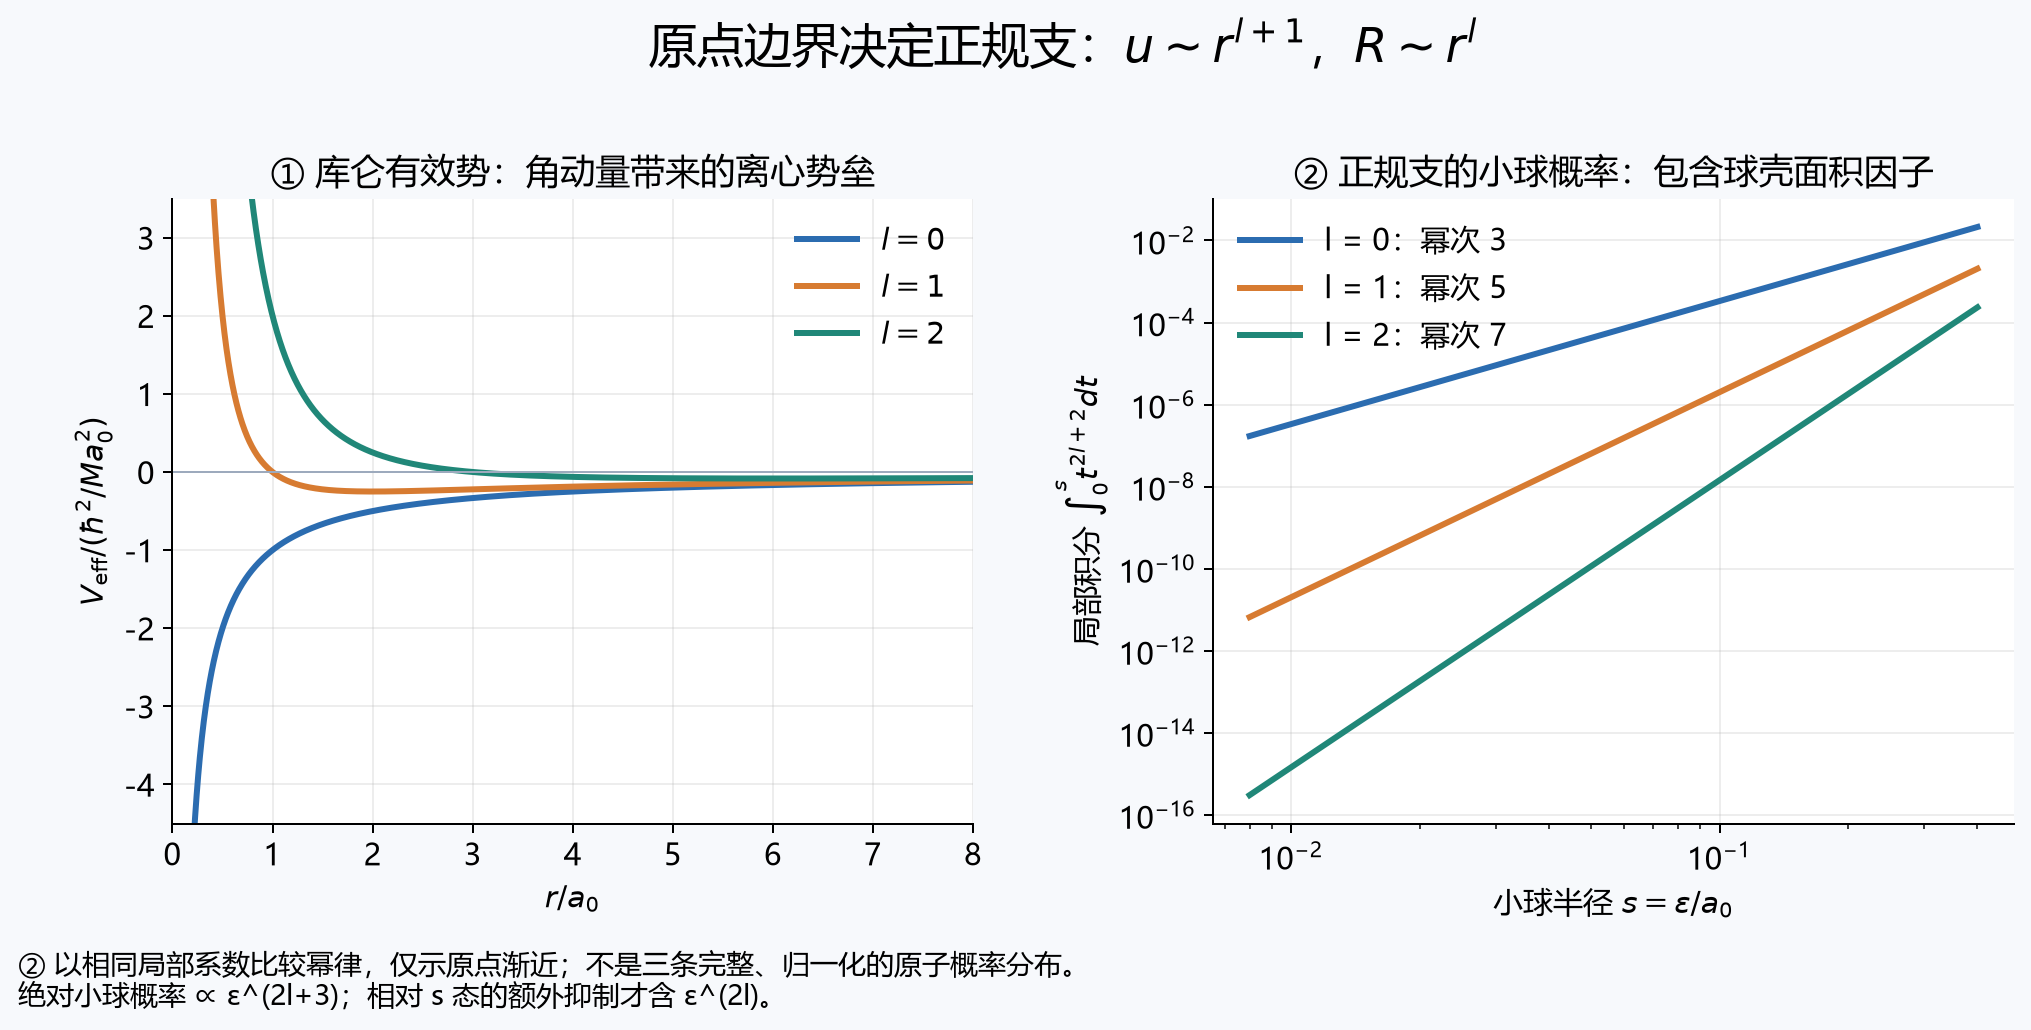 原点边界决定正规支：u ~ r^{l+1}，R ~ r^l
① 库仑有效势：角动量带来的离心势垒
l = 0
l = 1
l = 2
V_eff/(ℏ²/Ma₀²)
3
2
1
0
-1
-2
-3
-4
0 1 2 3 4 5 6 7 8
r/a₀
② 正规支的小球概率：包含球壳面积因子
l = 0：幂次 3
l = 1：幂次 5
l = 2：幂次 7
局部积分 ∫₀ˢ t^{2l+2} dt
10⁻²
10⁻⁴
10⁻⁶
10⁻⁸
10⁻¹⁰
10⁻¹²
10⁻¹⁴
10⁻¹⁶
10⁻² 10⁻¹
小球半径 s = ε/a₀
② 以相同局部系数比较幂律，仅示原点渐近；不是三条完整、归一化的原子概率分布。
绝对小球概率 ∝ ε^(2l+3)；相对 s 态的额外抑制才含 ε^(2l)。